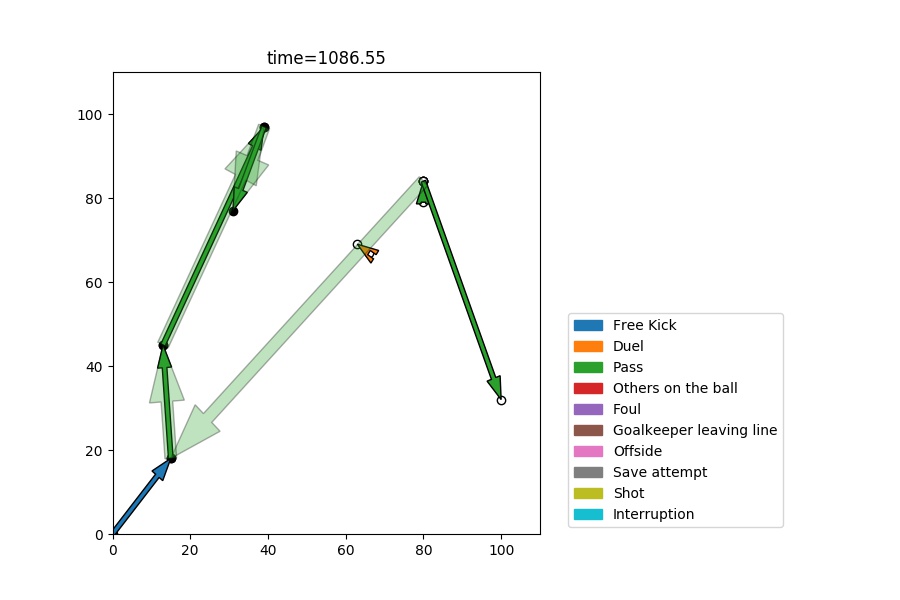 time=1086.55
100
80
60
40
20
0
0 20 40 60 80 100
Free Kick
Duel
Pass
Others on the ball
Foul
Goalkeeper leaving line
Offside
Save attempt
Shot
Interruption